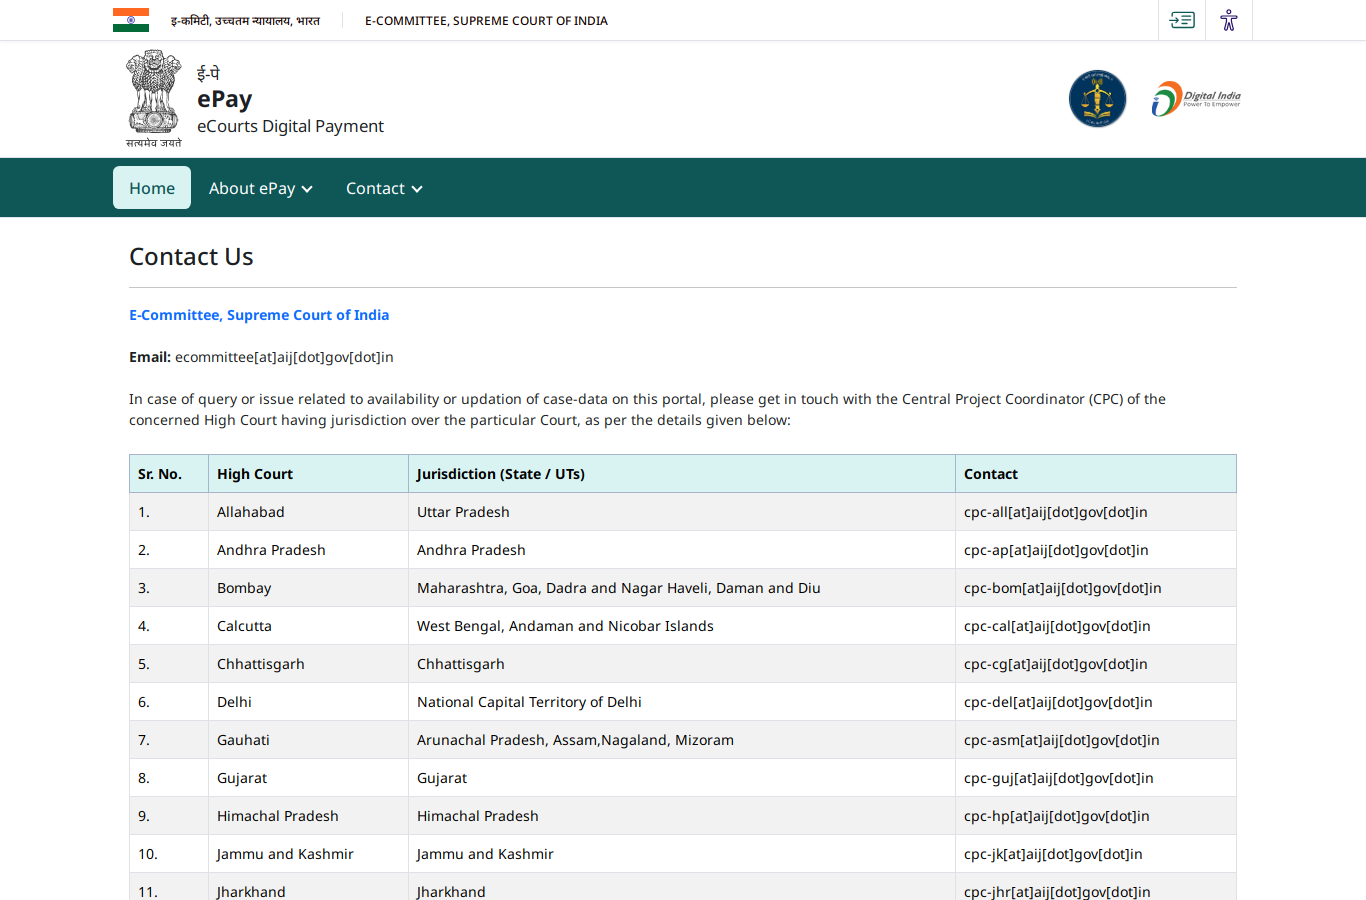 इ-कमिटी, उच्चतम न्यायालय, भारत
E-COMMITTEE, SUPREME COURT OF INDIA
ई-पे
ePay
eCourts Digital Payment
सत्यमेव जयते
Digital India
Power To Empower
Home
About ePay
Contact
Contact Us
E-Committee, Supreme Court of India
Email: ecommittee[at]aij[dot]gov[dot]in
In case of query or issue related to availability or updation of case-data on this portal, please get in touch with the Central Project Coordinator (CPC) of the
concerned High Court having jurisdiction over the particular Court, as per the details given below:
Sr. No. High Court Jurisdiction (State / UTs) Contact
1. Allahabad Uttar Pradesh cpc-all[at]aij[dot]gov[dot]in
2. Andhra Pradesh Andhra Pradesh cpc-ap[at]aij[dot]gov[dot]in
3. Bombay Maharashtra, Goa, Dadra and Nagar Haveli, Daman and Diu cpc-bom[at]aij[dot]gov[dot]in
4. Calcutta West Bengal, Andaman and Nicobar Islands cpc-cal[at]aij[dot]gov[dot]in
5. Chhattisgarh Chhattisgarh cpc-cg[at]aij[dot]gov[dot]in
6. Delhi National Capital Territory of Delhi cpc-del[at]aij[dot]gov[dot]in
7. Gauhati Arunachal Pradesh, Assam,Nagaland, Mizoram cpc-asm[at]aij[dot]gov[dot]in
8. Gujarat Gujarat cpc-guj[at]aij[dot]gov[dot]in
9. Himachal Pradesh Himachal Pradesh cpc-hp[at]aij[dot]gov[dot]in
10. Jammu and Kashmir Jammu and Kashmir cpc-jk[at]aij[dot]gov[dot]in
11. Jharkhand Jharkhand cpc-jhr[at]aij[dot]gov[dot]in